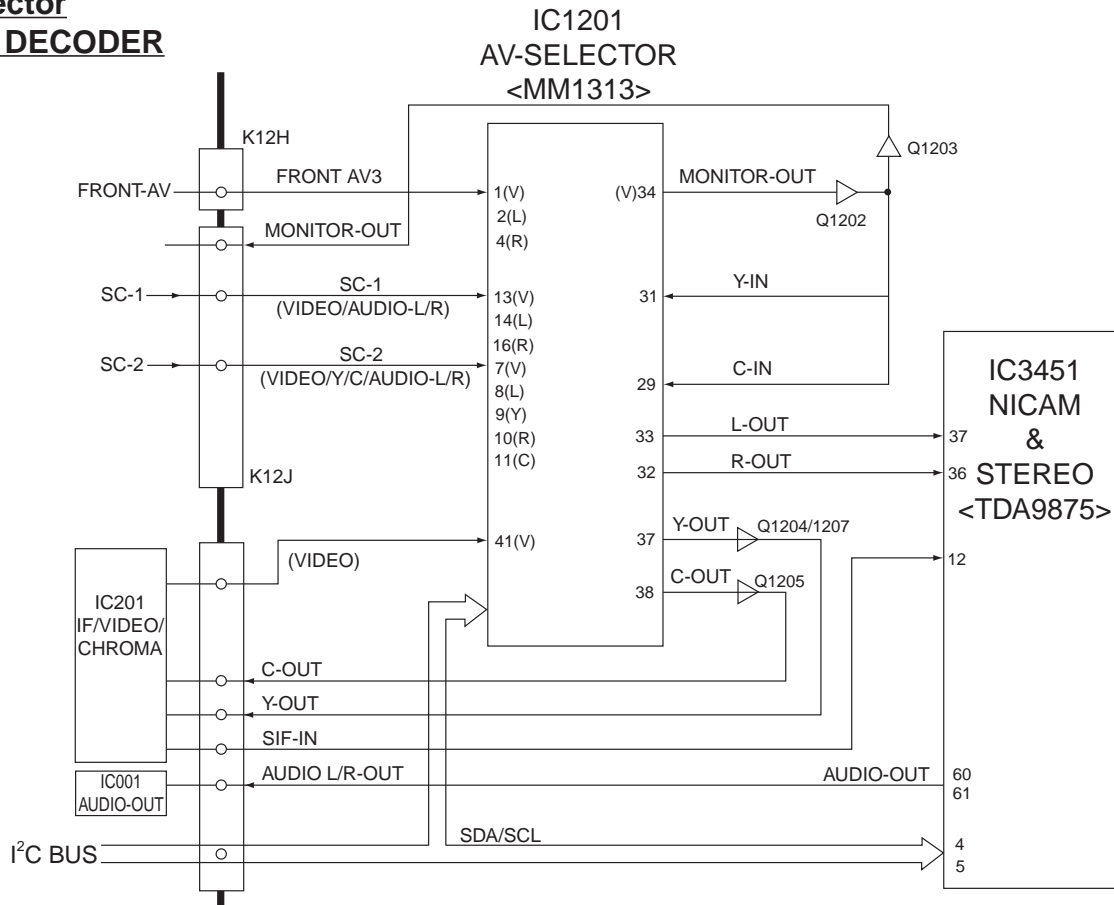 DECODER
IC1201
AV-SELECTOR
<MM1313>
K12H
Q1203
FRONT-AV
FRONT AV3
1(V)
(V)34
MONITOR-OUT
Q1202
2(L)
4(R)
MONITOR-OUT
SC-1
SC-1
(VIDEO/AUDIO-L/R)
13(V)
14(L)
16(R)
31
Y-IN
SC-2
SC-2
(VIDEO/Y/C/AUDIO-L/R)
7(V)
8(L)
9(Y)
10(R)
11(C)
29
C-IN
33
L-OUT
37
32
R-OUT
36
IC3451
NICAM
&
STEREO
<TDA9875>
K12J
41(V)
(VIDEO)
37
Y-OUT
Q1204/1207
12
38
C-OUT
Q1205
IC201
IF/VIDEO/
CHROMA
C-OUT
Y-OUT
SIF-IN
IC001
AUDIO-OUT
AUDIO L/R-OUT
AUDIO-OUT
60
61
I²C BUS
SDA/SCL
4
5